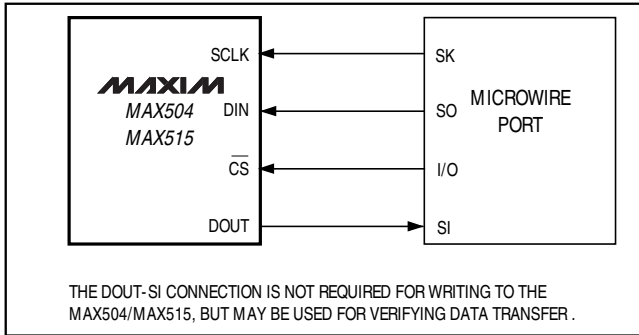 SCLK
SK
MAXIM
MAX504
MAX515
DIN
SO
MICROWIRE
PORT
CS
I/O
DOUT
SI
THE DOUT-SI CONNECTION IS NOT REQUIRED FOR WRITING TO THE
MAX504/MAX515, BUT MAY BE USED FOR VERIFYING DATA TRANSFER .